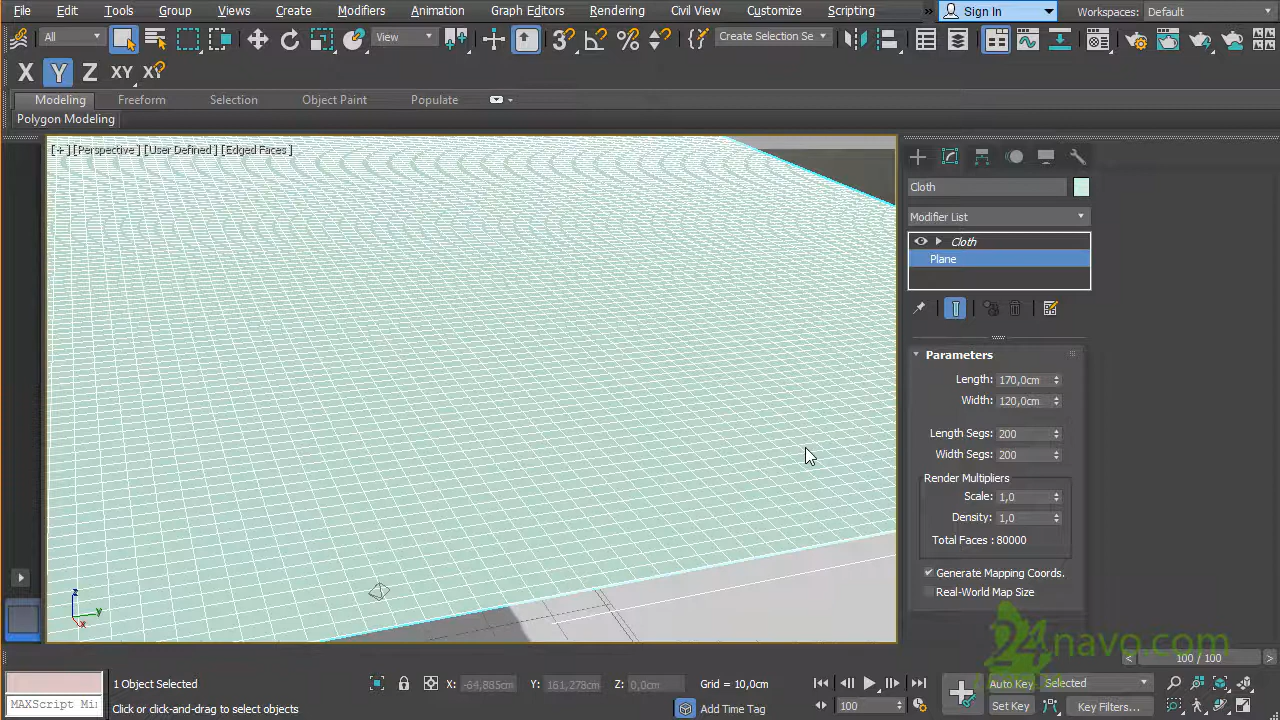 File Edit Tools Group Views Create Modifiers Animation Graph Editors Rendering Civil View Customize Scripting » Sign In Workspaces: Default
All View Create Selection Se
X Y Z XY XY
Modeling Freeform Selection Object Paint Populate
Polygon Modeling
[ + ] [Perspective ] [User Defined ] [Edged Faces ]
Cloth
Modifier List
Cloth
Plane
Parameters
Length: 170,0cm
Width: 120,0cm
Length Segs: 200
Width Segs: 200
Render Multipliers
Scale: 1,0
Density: 1,0
Total Faces : 80000
Generate Mapping Coords.
Real-World Map Size
z
y
x
24navo.com
< 100 / 100 >
1 Object Selected X: -64,885cm Y: 161,278cm Z: 0,0cm Grid = 10,0cm Auto Key Selected
MAXScript Mi Click or click-and-drag to select objects Add Time Tag 100 Set Key Key Filters...